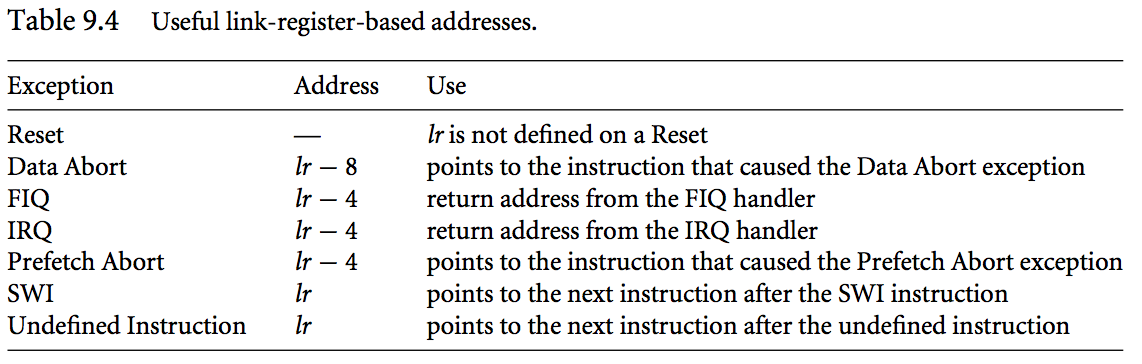 Table 9.4 Useful link-register-based addresses.
Exception Address Use
Reset — lr is not defined on a Reset
Data Abort lr − 8 points to the instruction that caused the Data Abort exception
FIQ lr − 4 return address from the FIQ handler
IRQ lr − 4 return address from the IRQ handler
Prefetch Abort lr − 4 points to the instruction that caused the Prefetch Abort exception
SWI lr points to the next instruction after the SWI instruction
Undefined Instruction lr points to the next instruction after the undefined instruction